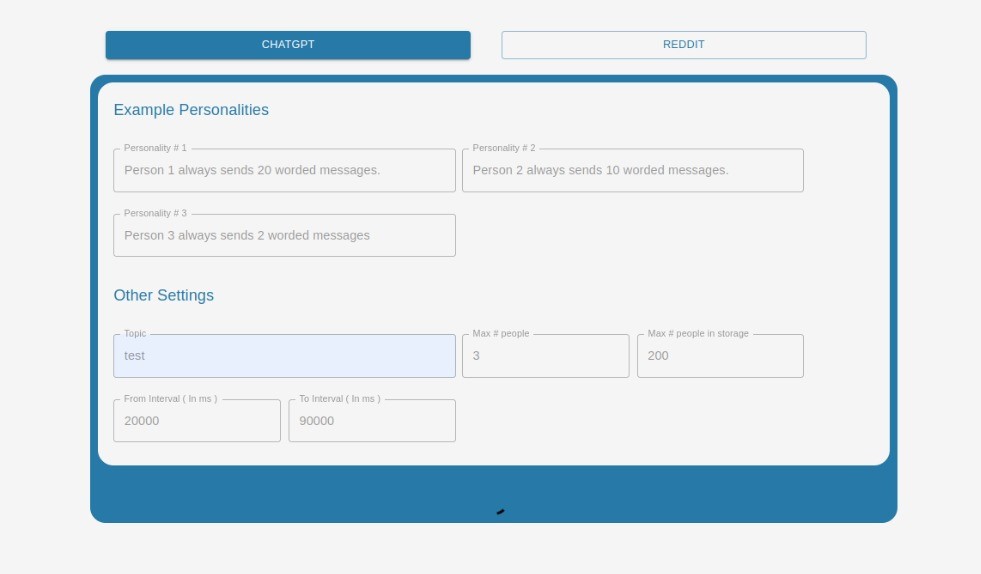 CHATGPT
REDDIT
Example Personalities
Personality # 1
Person 1 always sends 20 worded messages.
Personality # 2
Person 2 always sends 10 worded messages.
Personality # 3
Person 3 always sends 2 worded messages
Other Settings
Topic
test
Max # people
3
Max # people in storage
200
From Interval ( In ms )
20000
To Interval ( In ms )
90000